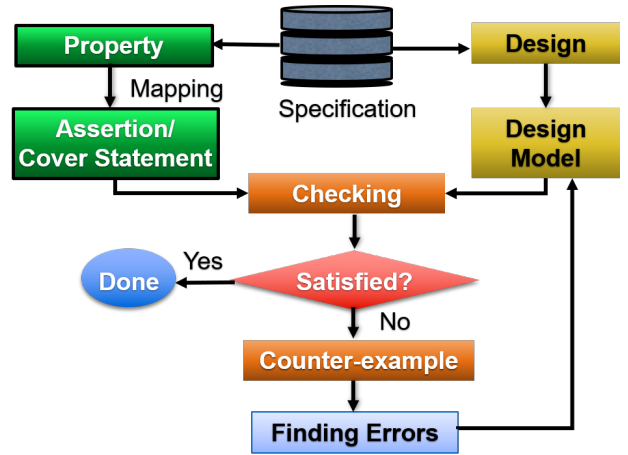 Property
Design
Mapping
Specification
Assertion/
Cover Statement
Design
Model
Checking
Yes
Done
Satisfied?
No
Counter-example
Finding Errors